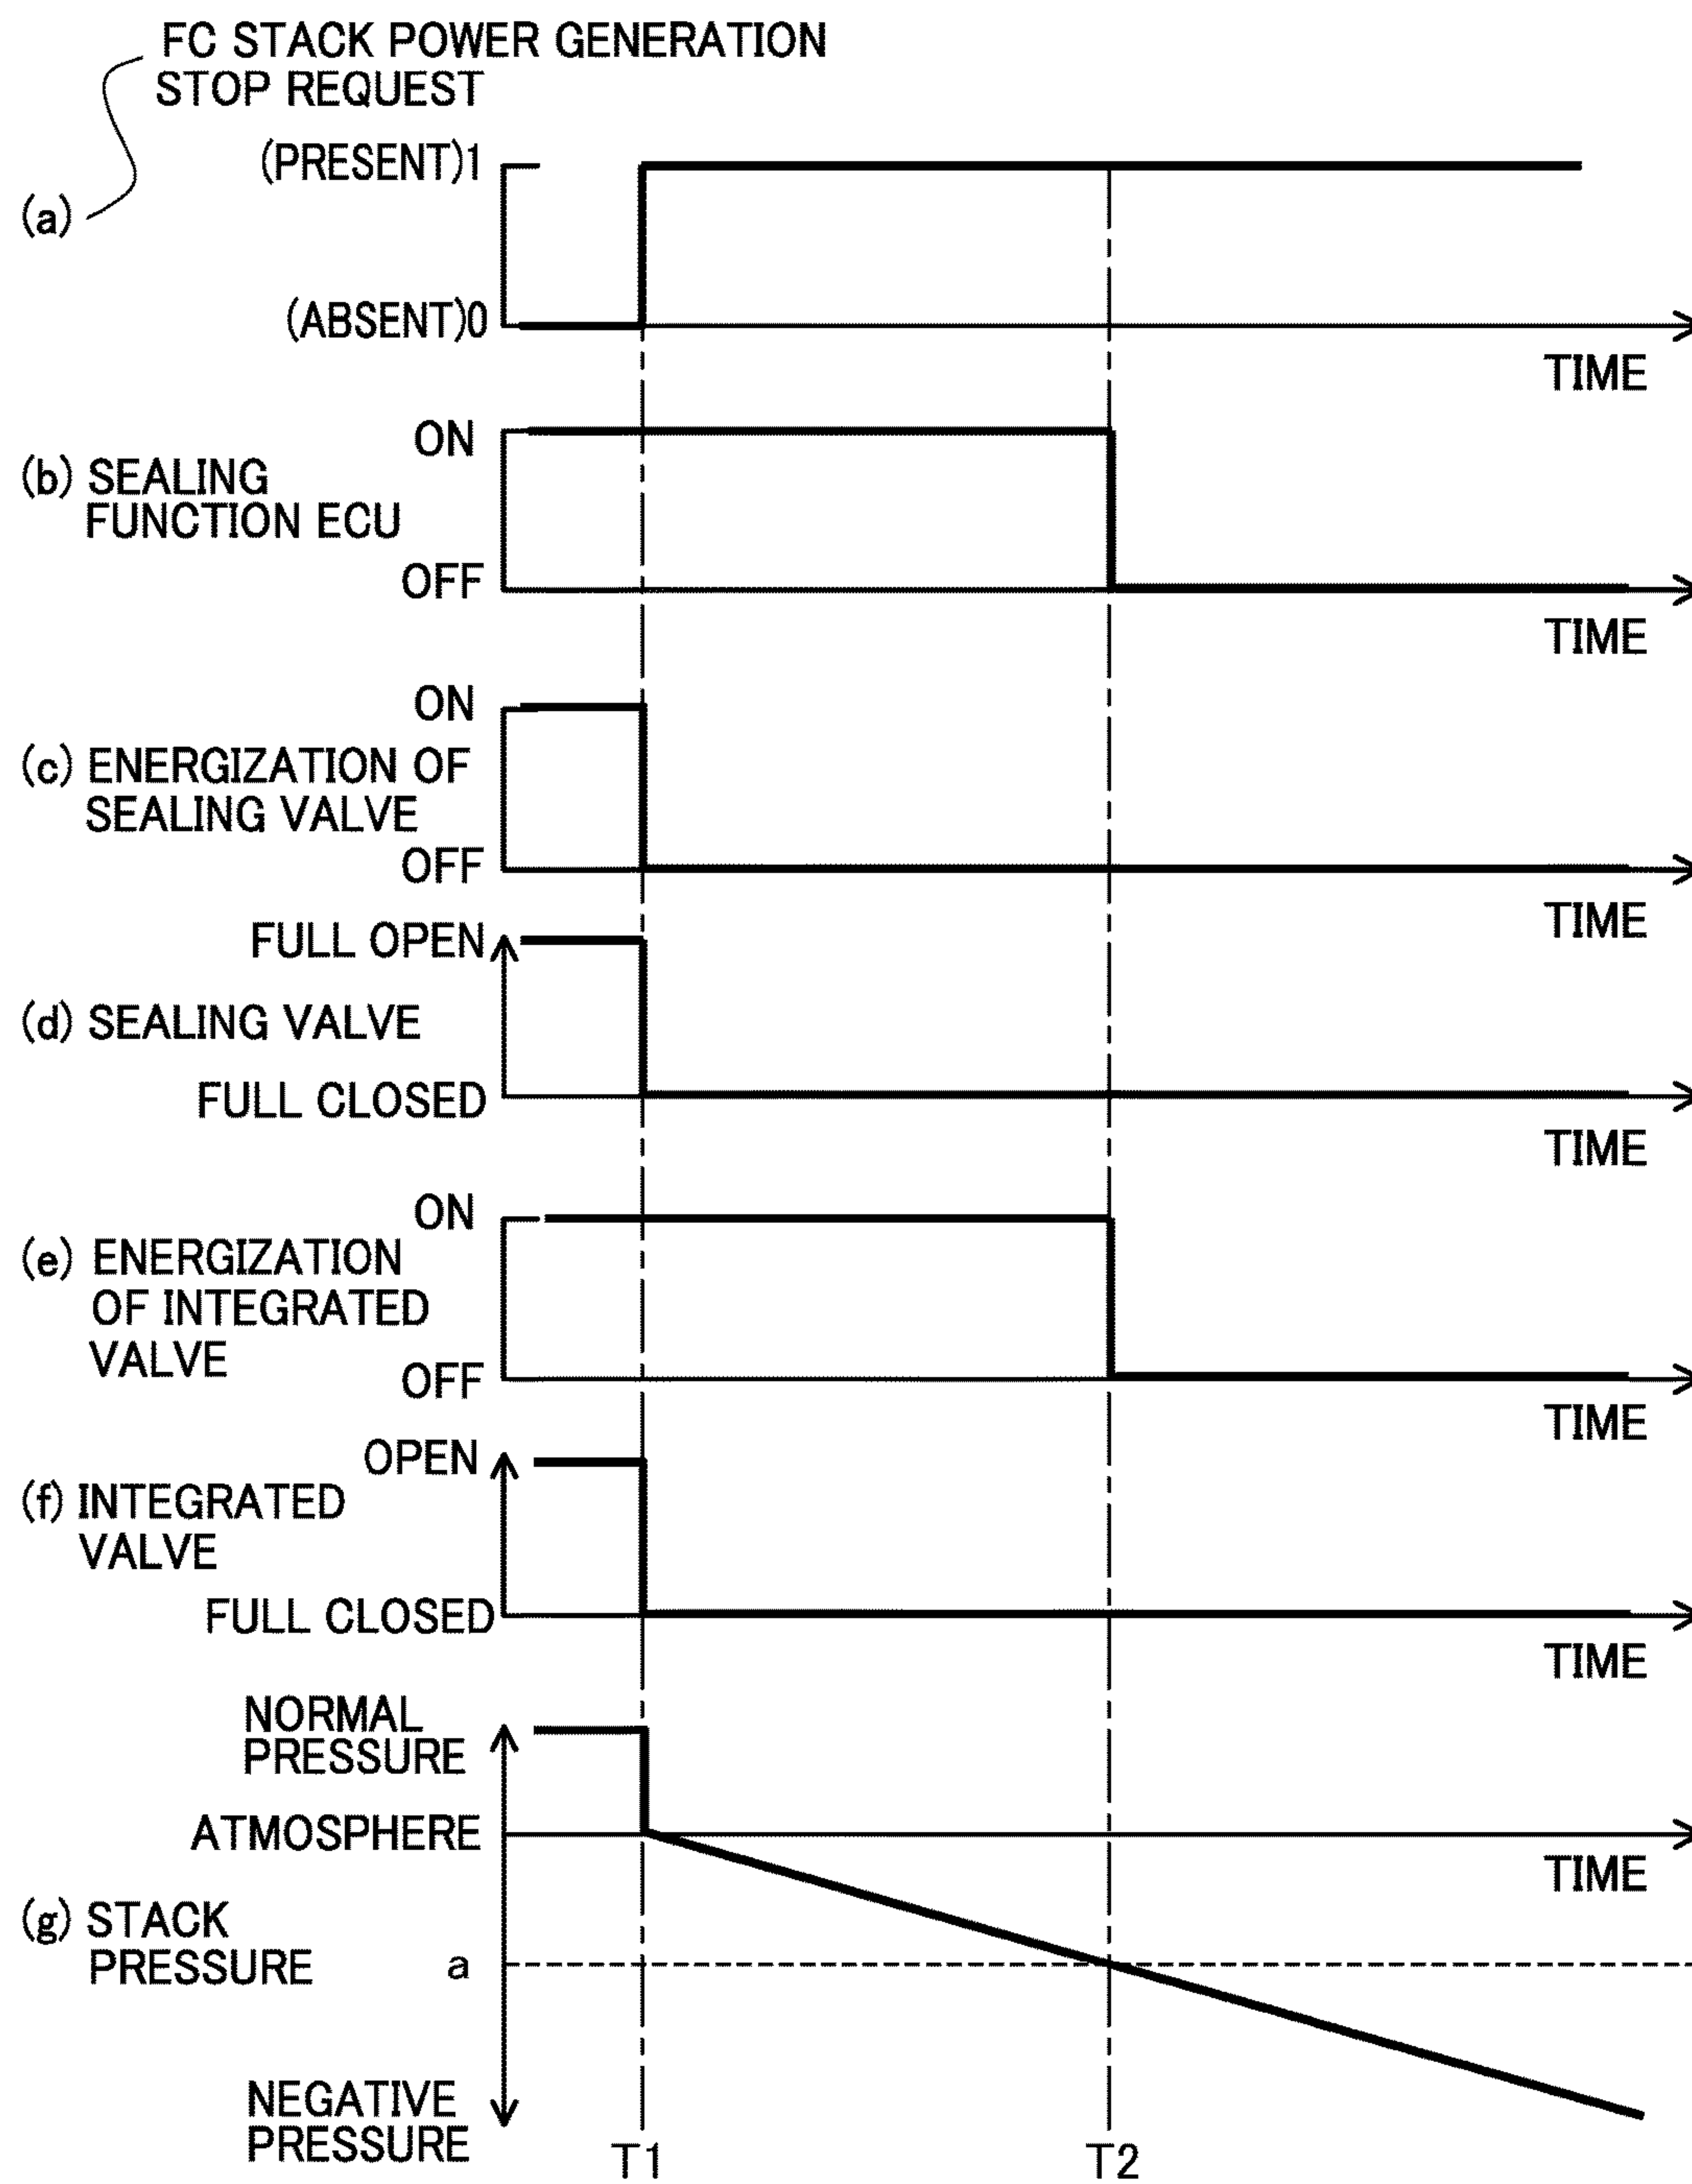 FC STACK POWER GENERATION
STOP REQUEST
(PRESENT)1
(a)
(ABSENT)0
TIME
ON
(b) SEALING
FUNCTION ECU
OFF
TIME
ON
(c) ENERGIZATION OF
SEALING VALVE
OFF
TIME
FULL OPEN
(d) SEALING VALVE
FULL CLOSED
TIME
ON
(e) ENERGIZATION
OF INTEGRATED
VALVE
OFF
TIME
OPEN
(f) INTEGRATED
VALVE
FULL CLOSED
TIME
NORMAL
PRESSURE
ATMOSPHERE
TIME
(g) STACK
PRESSURE
a
NEGATIVE
PRESSURE
T1 T2